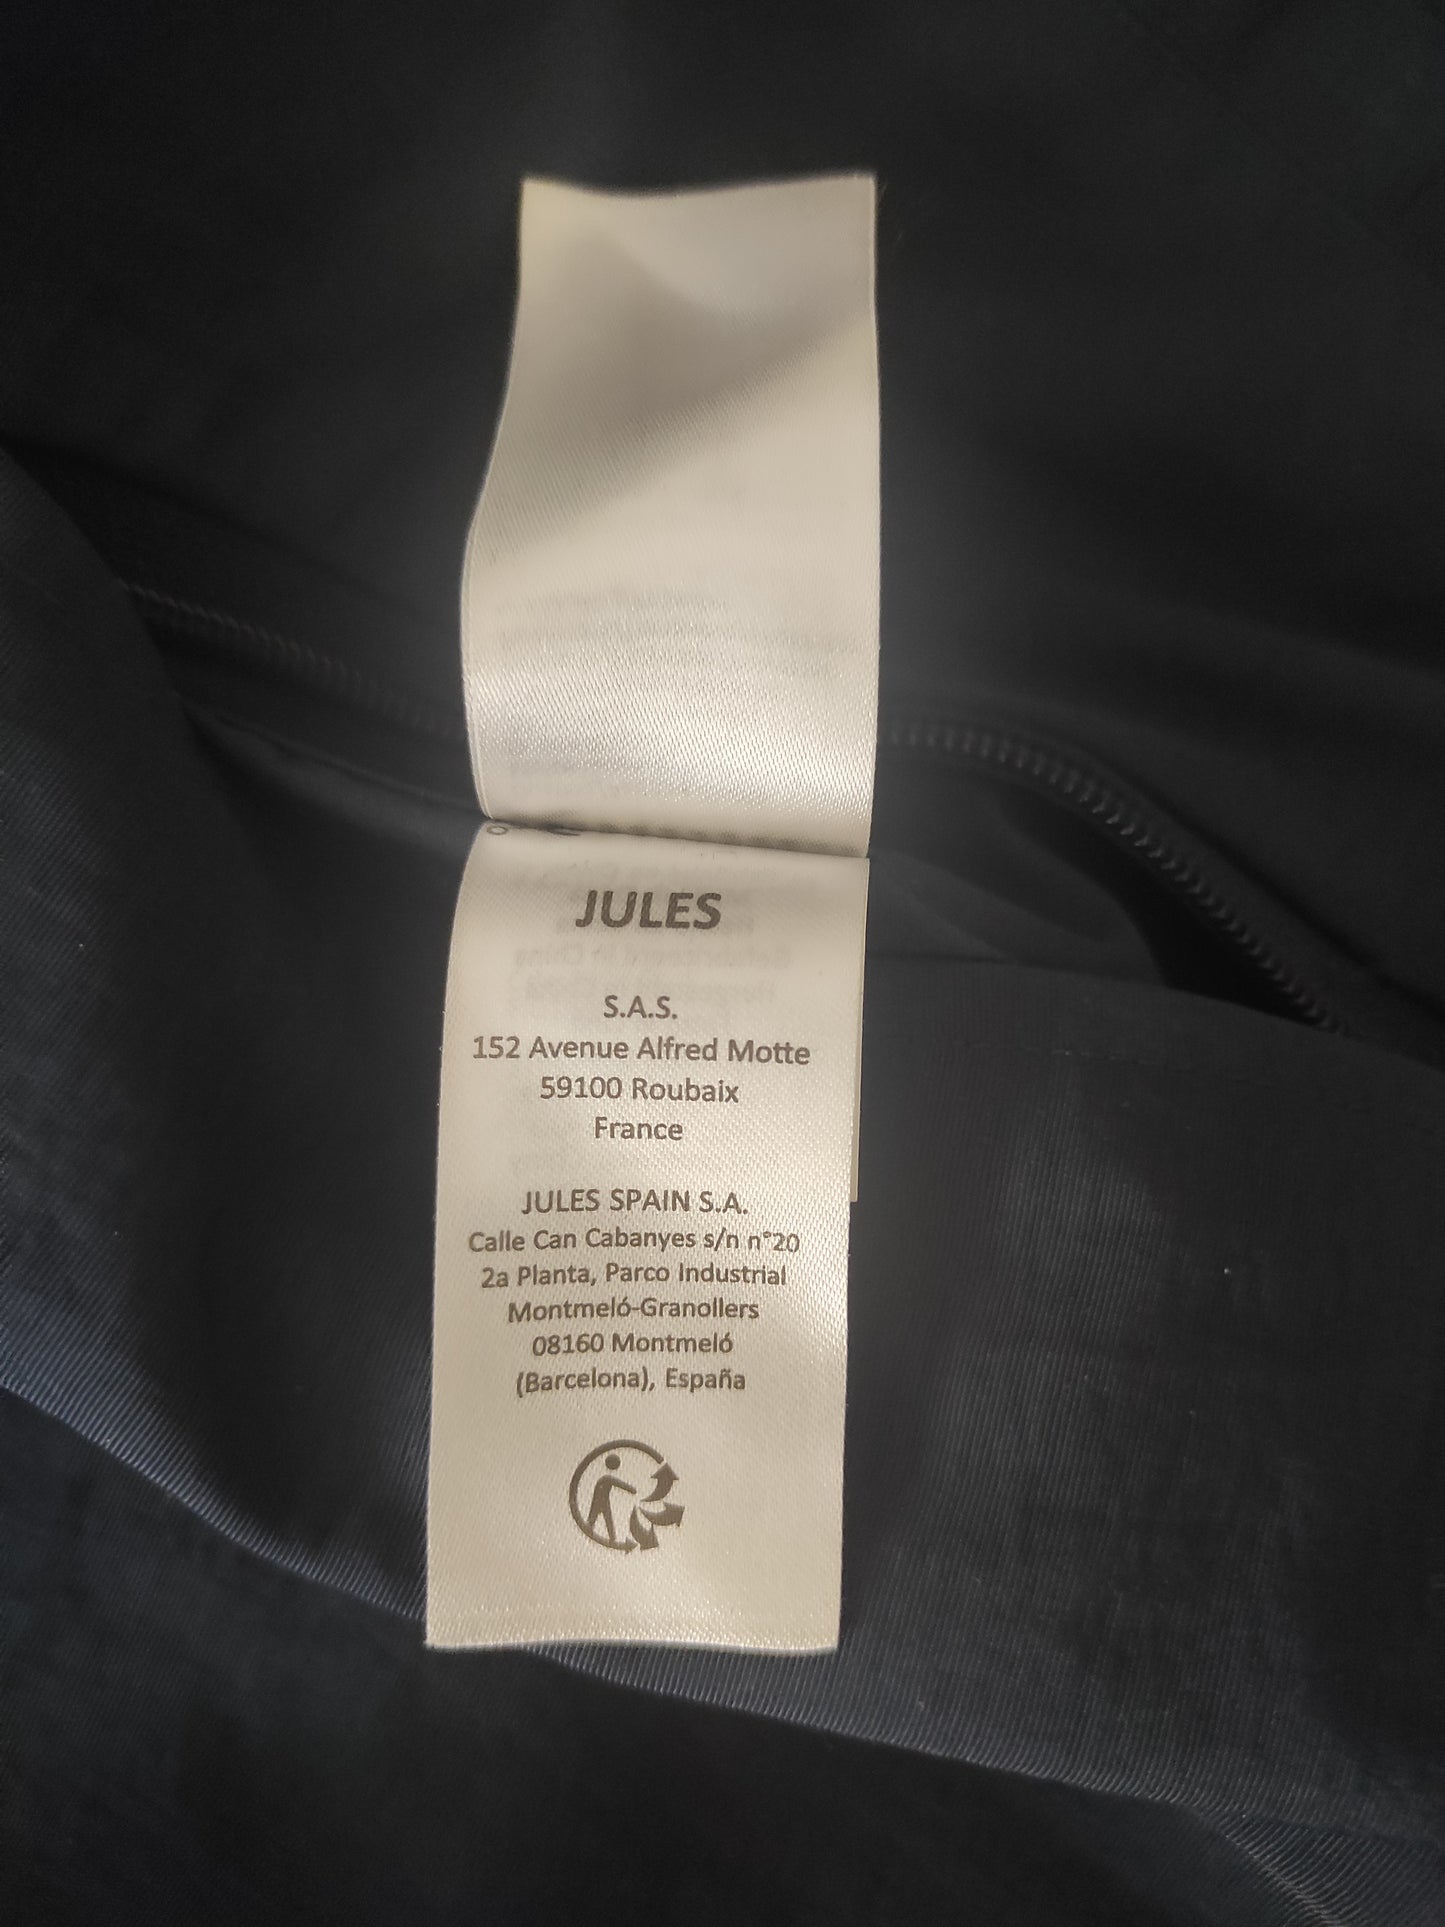 JULES
S.A.S.
152 Avenue Alfred Motte
59100 Roubaix
France
JULES SPAIN S.A.
Calle Can Cabanyes s/n n°20
2a Planta, Parco Industrial
Montmeló-Granollers
08160 Montmeló
(Barcelona), España